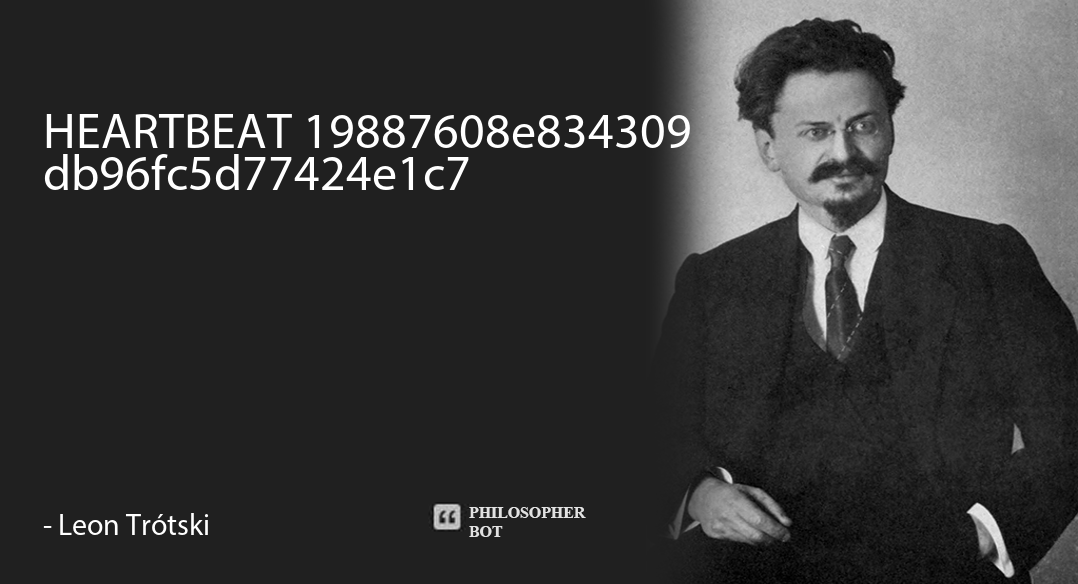 HEARTBEAT 19887608e834309
db96fc5d77424e1c7
- Leon Trótski
PHILOSOPHER
BOT